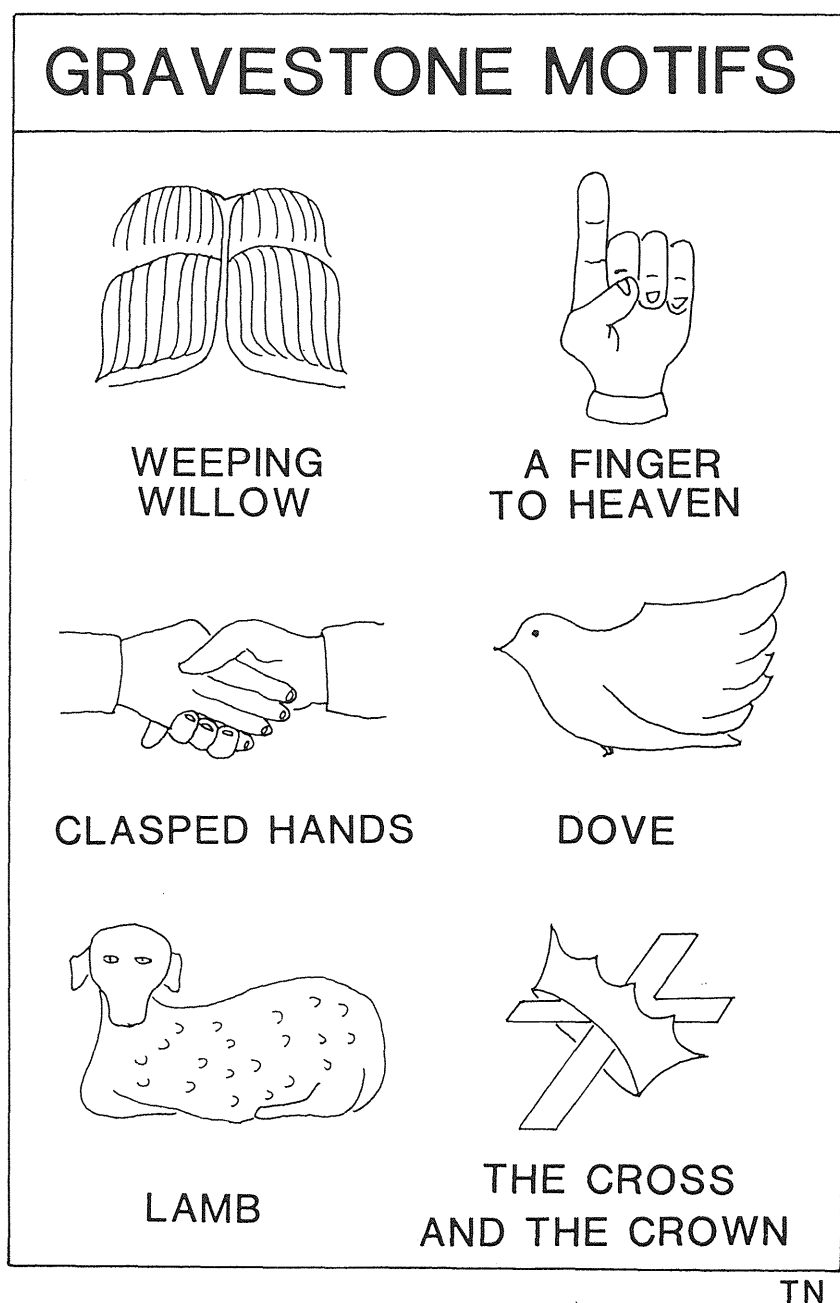 GRAVESTONE MOTIFS
WEEPING
WILLOW
A FINGER
TO HEAVEN
CLASPED HANDS
DOVE
LAMB
THE CROSS
AND THE CROWN
TN